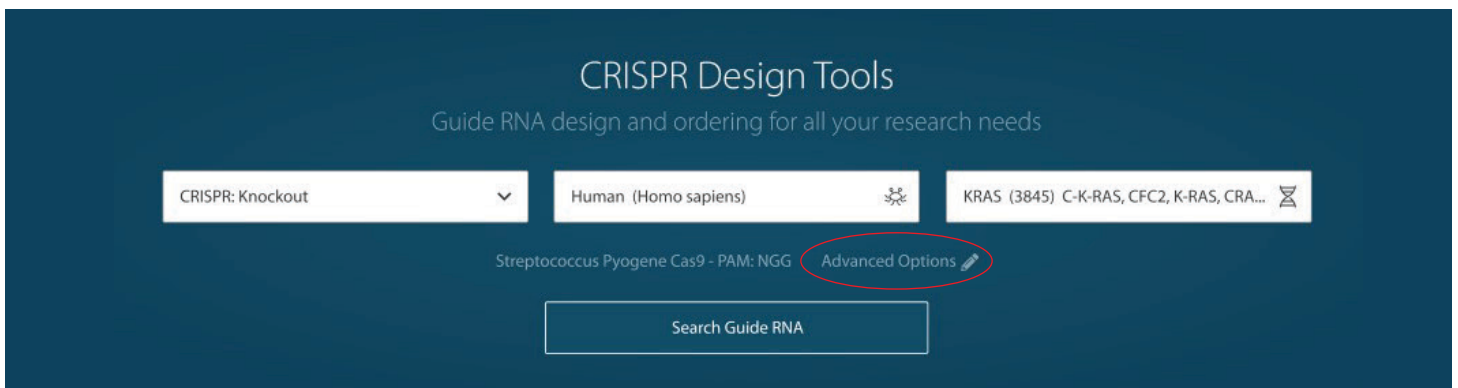 CRISPR Design Tools
Guide RNA design and ordering for all your research needs
CRISPR: Knockout
Human (Homo sapiens)
KRAS (3845) C-K-RAS, CFC2, K-RAS, CRA...
Streptococcus Pyogene Cas9 - PAM: NGG
Advanced Options
Search Guide RNA